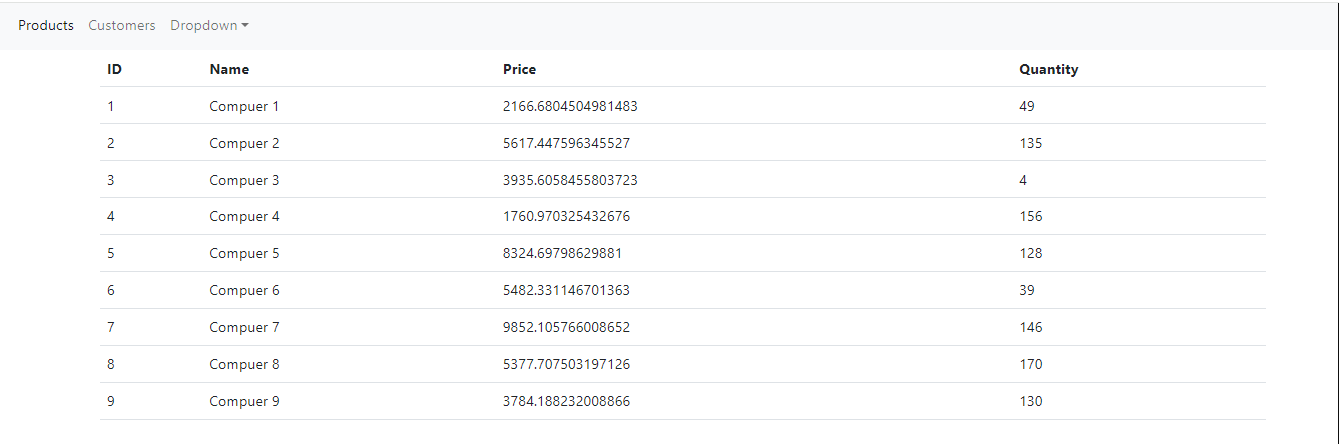 Products Customers Dropdown
ID Name Price Quantity
1 Compuer 1 2166.6804504981483 49
2 Compuer 2 5617.447596345527 135
3 Compuer 3 3935.6058455803723 4
4 Compuer 4 1760.970325432676 156
5 Compuer 5 8324.69798629881 128
6 Compuer 6 5482.331146701363 39
7 Compuer 7 9852.105766008652 146
8 Compuer 8 5377.707503197126 170
9 Compuer 9 3784.188232008866 130